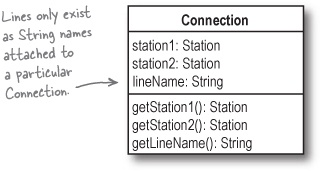 Lines only exist
as String names
attached to
a particular
Connection.
Connection
station1: Station
station2: Station
lineName: String
getStation1(): Station
getStation2(): Station
getLineName(): String